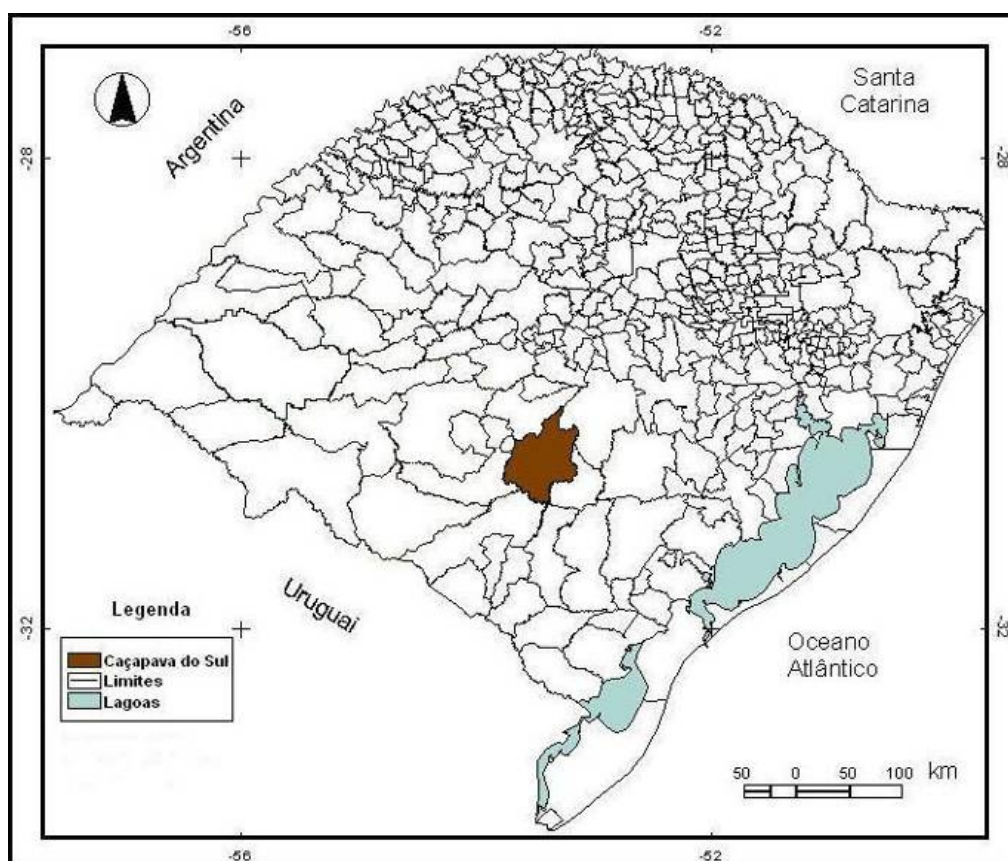 -56
-52
Santa
Catarina
Argentina
-28
-28
Uruguai
Legenda
Caçapava do Sul
Limites
Lagoas
-32
-32
Oceano
Atlântico
50 0 50 100 km
-56
-52